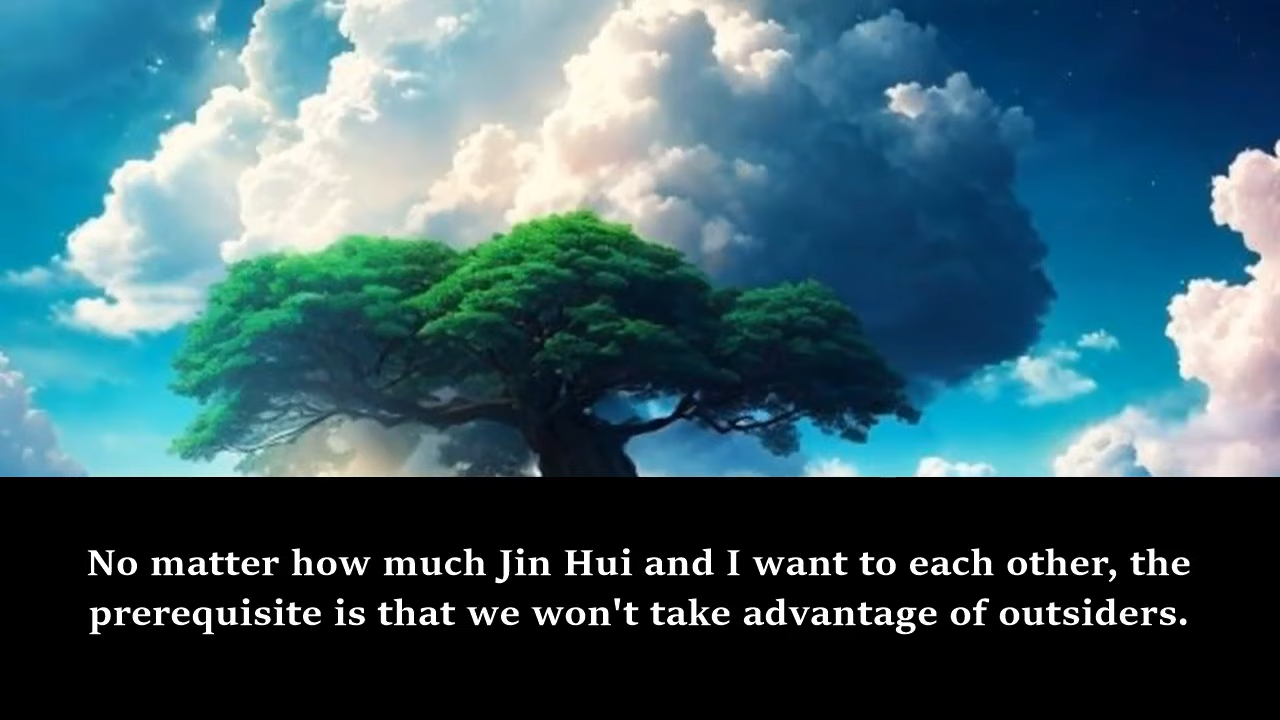 No matter how much Jin Hui and I want to each other, the
prerequisite is that we won't take advantage of outsiders.